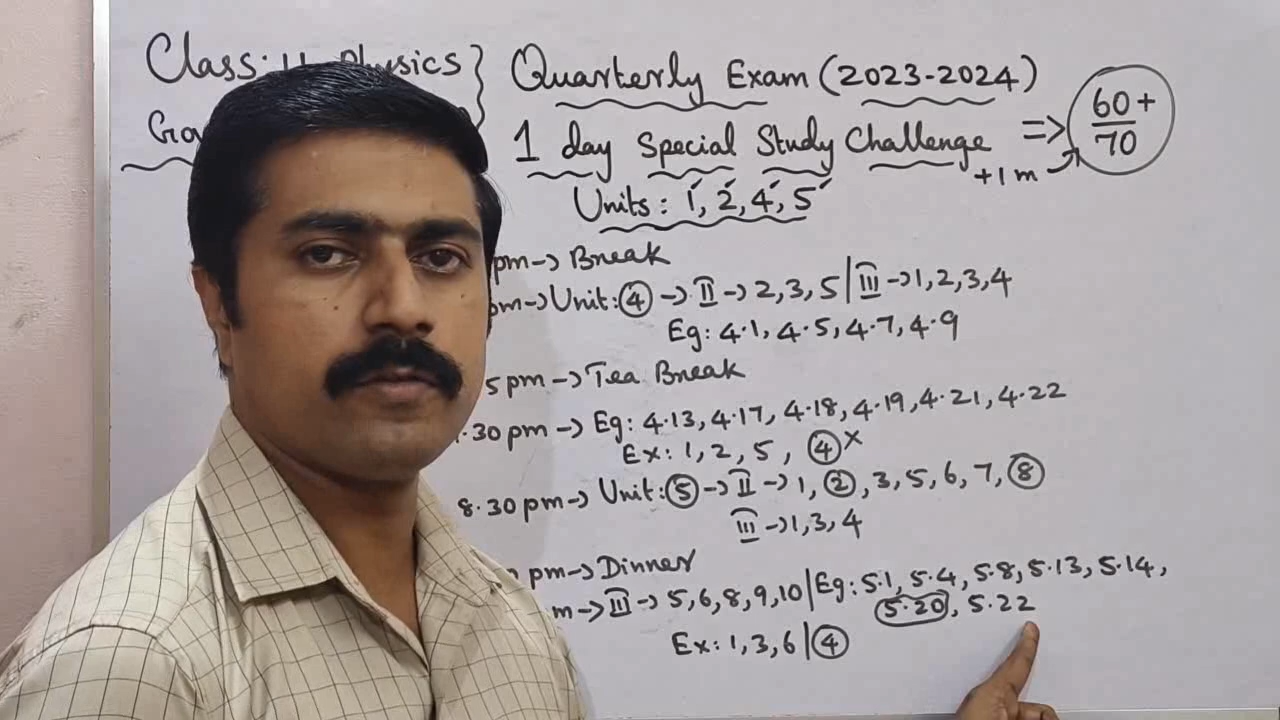 Class: 11 Physics } Quarterly Exam (2023-2024)
1 day Special Study Challenge => 60+/70
+1 m
Units: 1, 2, 4, 5
pm -> Break
pm -> Unit: 4 -> II -> 2, 3, 5 | III -> 1, 2, 3, 4
Eg: 4.1, 4.5, 4.7, 4.9
5 pm -> Tea Break
.30 pm -> Eg: 4.13, 4.17, 4.18, 4.19, 4.21, 4.22
Ex: 1, 2, 5, 4 x
8.30 pm -> Unit: 5 -> II -> 1, 2, 3, 5, 6, 7, 8
III -> 1, 3, 4
pm -> Dinner
m -> III -> 5, 6, 8, 9, 10 | Eg: 5.1, 5.4, 5.8, 5.13, 5.14,
5.20, 5.22
Ex: 1, 3, 6 | 4